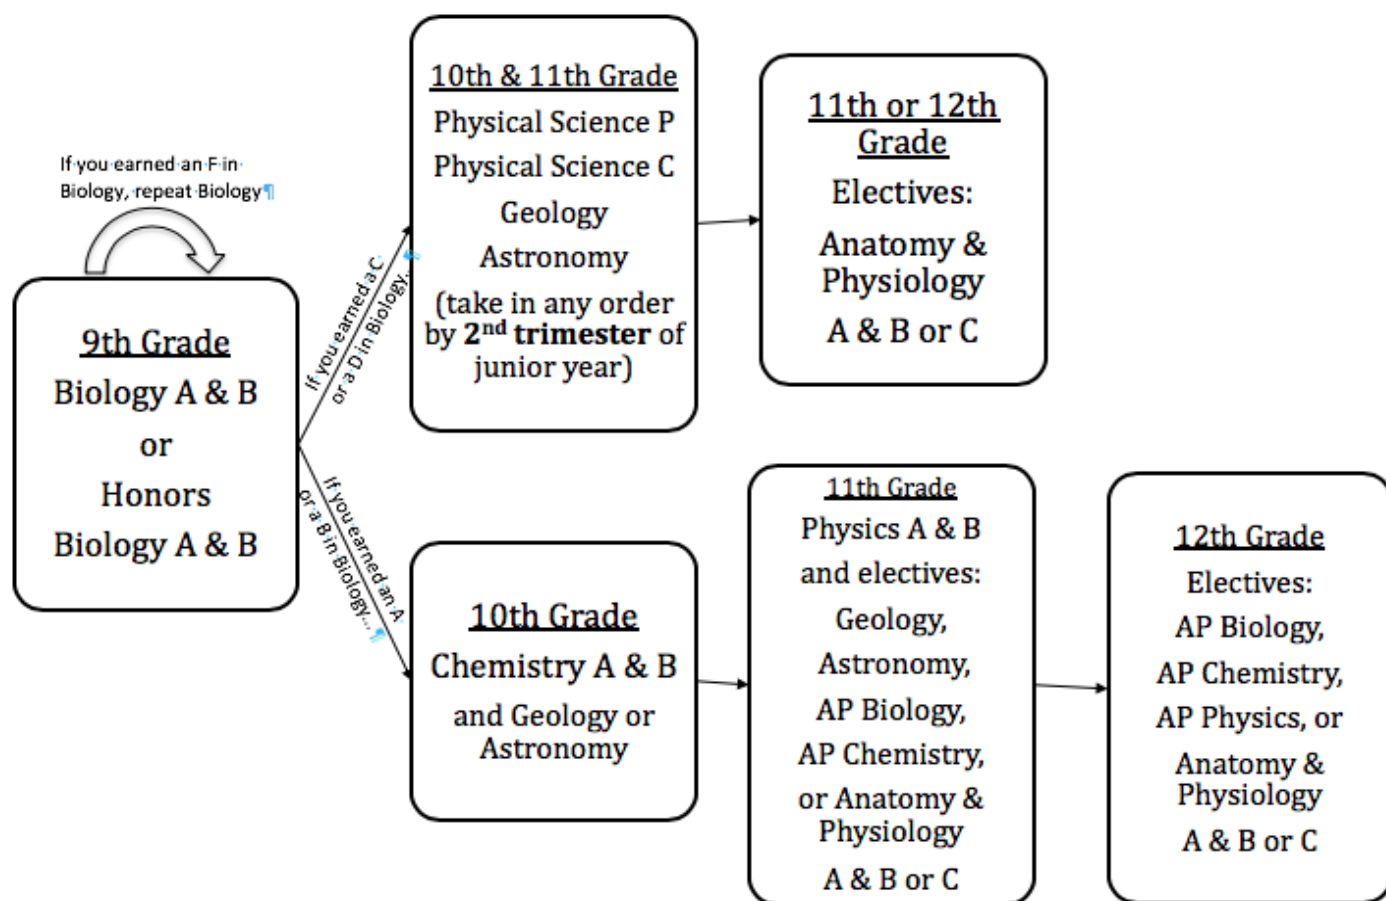 If you earned an F in
Biology, repeat Biology¶
9th Grade
Biology A & B
or
Honors
Biology A & B
If you earned a C
or a D in Biology... ¶
10th & 11th Grade
Physical Science P
Physical Science C
Geology
Astronomy
(take in any order
by 2nd trimester of
junior year)
11th or 12th
Grade
Electives:
Anatomy &
Physiology
A & B or C
If you earned an A
or a B in Biology... ¶
10th Grade
Chemistry A & B
and Geology or
Astronomy
11th Grade
Physics A & B
and electives:
Geology,
Astronomy,
AP Biology,
AP Chemistry,
or Anatomy &
Physiology
A & B or C
12th Grade
Electives:
AP Biology,
AP Chemistry,
AP Physics, or
Anatomy &
Physiology
A & B or C